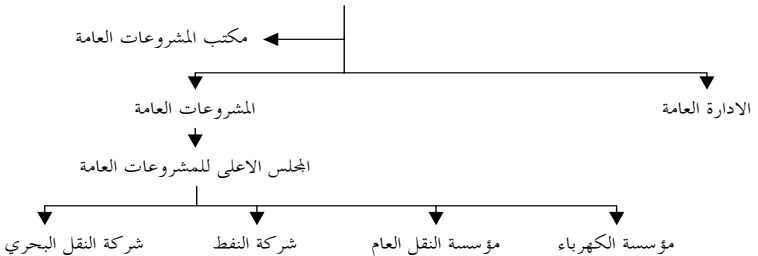 مكتب المشروعات العامة
الادارة العامة
المشروعات العامة
المجلس الاعلى للمشروعات العامة
مؤسسة الكهرباء
مؤسسة النقل العام
شركة النفط
شركة النقل البحري